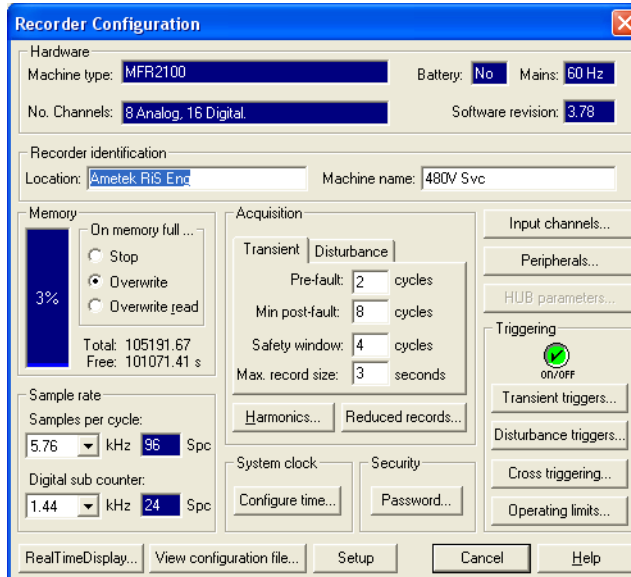 Recorder Configuration
Hardware
Machine type: MFR2100 Battery: No Mains: 60 Hz
No. Channels: 8 Analog, 16 Digital. Software revision: 3.78
Recorder identification
Location: Ametek RiS Eng Machine name: 480V Svc
Memory
On memory full ...
Stop
Overwrite
Overwrite read
3%
Total: 105191.67
Free: 101071.41 s
Sample rate
Samples per cycle:
5.76 kHz 96 Spc
Digital sub counter:
1.44 kHz 24 Spc
Acquisition
Transient Disturbance
Pre-fault: 2 cycles
Min post-fault: 8 cycles
Safety window: 4 cycles
Max. record size: 3 seconds
Harmonics... Reduced records...
System clock
Configure time...
Security
Password...
Input channels...
Peripherals...
HUB parameters...
Triggering
on/OFF
Transient triggers...
Disturbance triggers...
Cross triggering...
Operating limits...
RealTimeDisplay... View configuration file... Setup Cancel Help